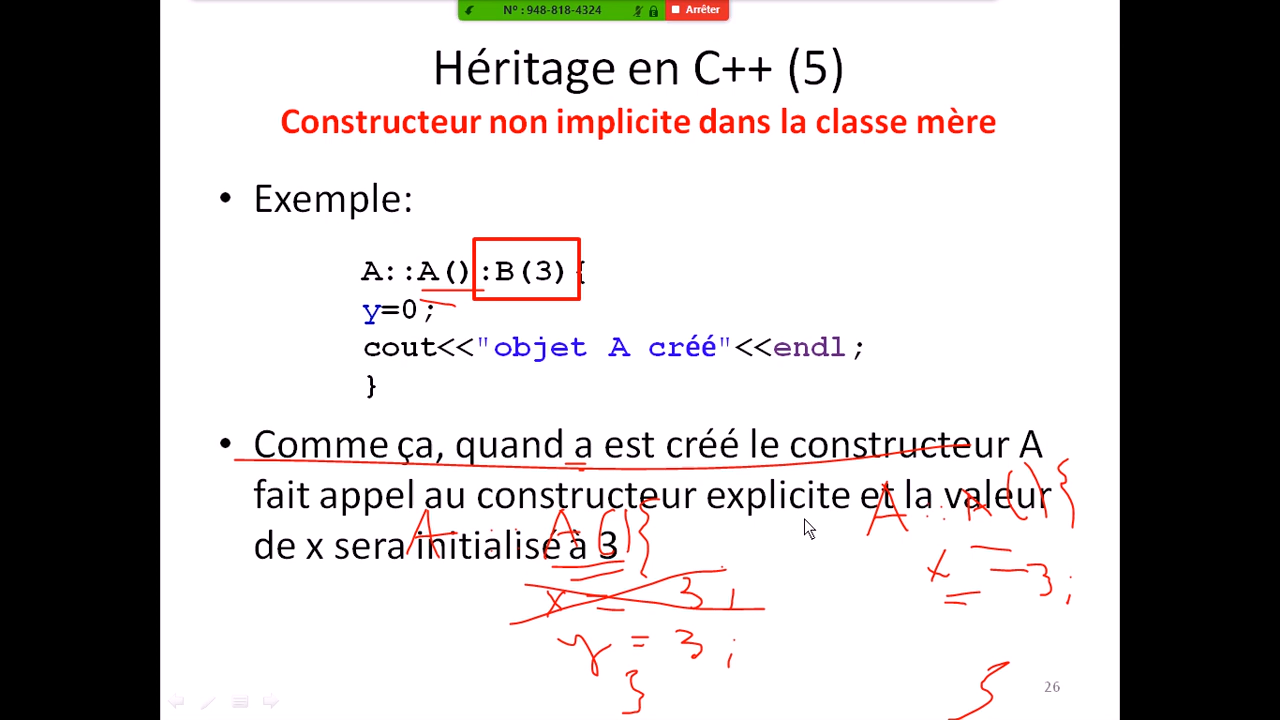 N° : 948-818-4324 Arrêter
Héritage en C++ (5)
Constructeur non implicite dans la classe mère
• Exemple:
A::A():B(3){
y=0;
cout<<"objet A créé"<<endl;
}
• Comme ça, quand a est créé le constructeur A
fait appel au constructeur explicite et la valeur
de x sera initialisé à 3
A :: A(){
x = 3;
y = 3;
}
A :: A(){
x = 3;
}
26